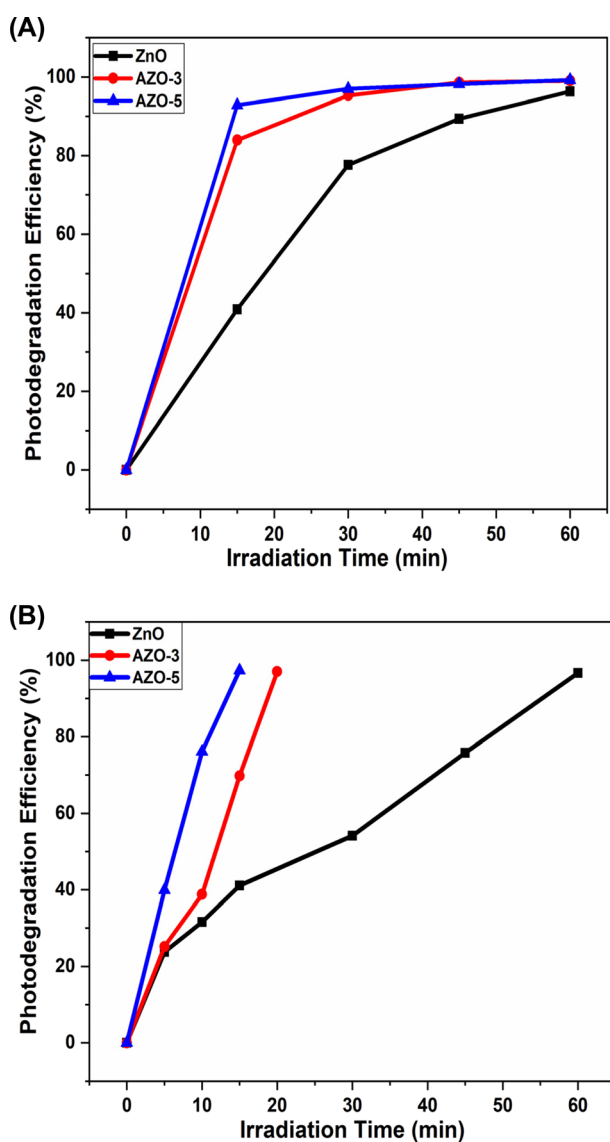 (A)
ZnO
AZO-3
AZO-5
Photodegradation Efficiency (%)
100
80
60
40
20
0
0 10 20 30 40 50 60
Irradiation Time (min)
(B)
ZnO
AZO-3
AZO-5
Photodegradation Efficiency (%)
100
80
60
40
20
0
0 10 20 30 40 50 60
Irradiation Time (min)